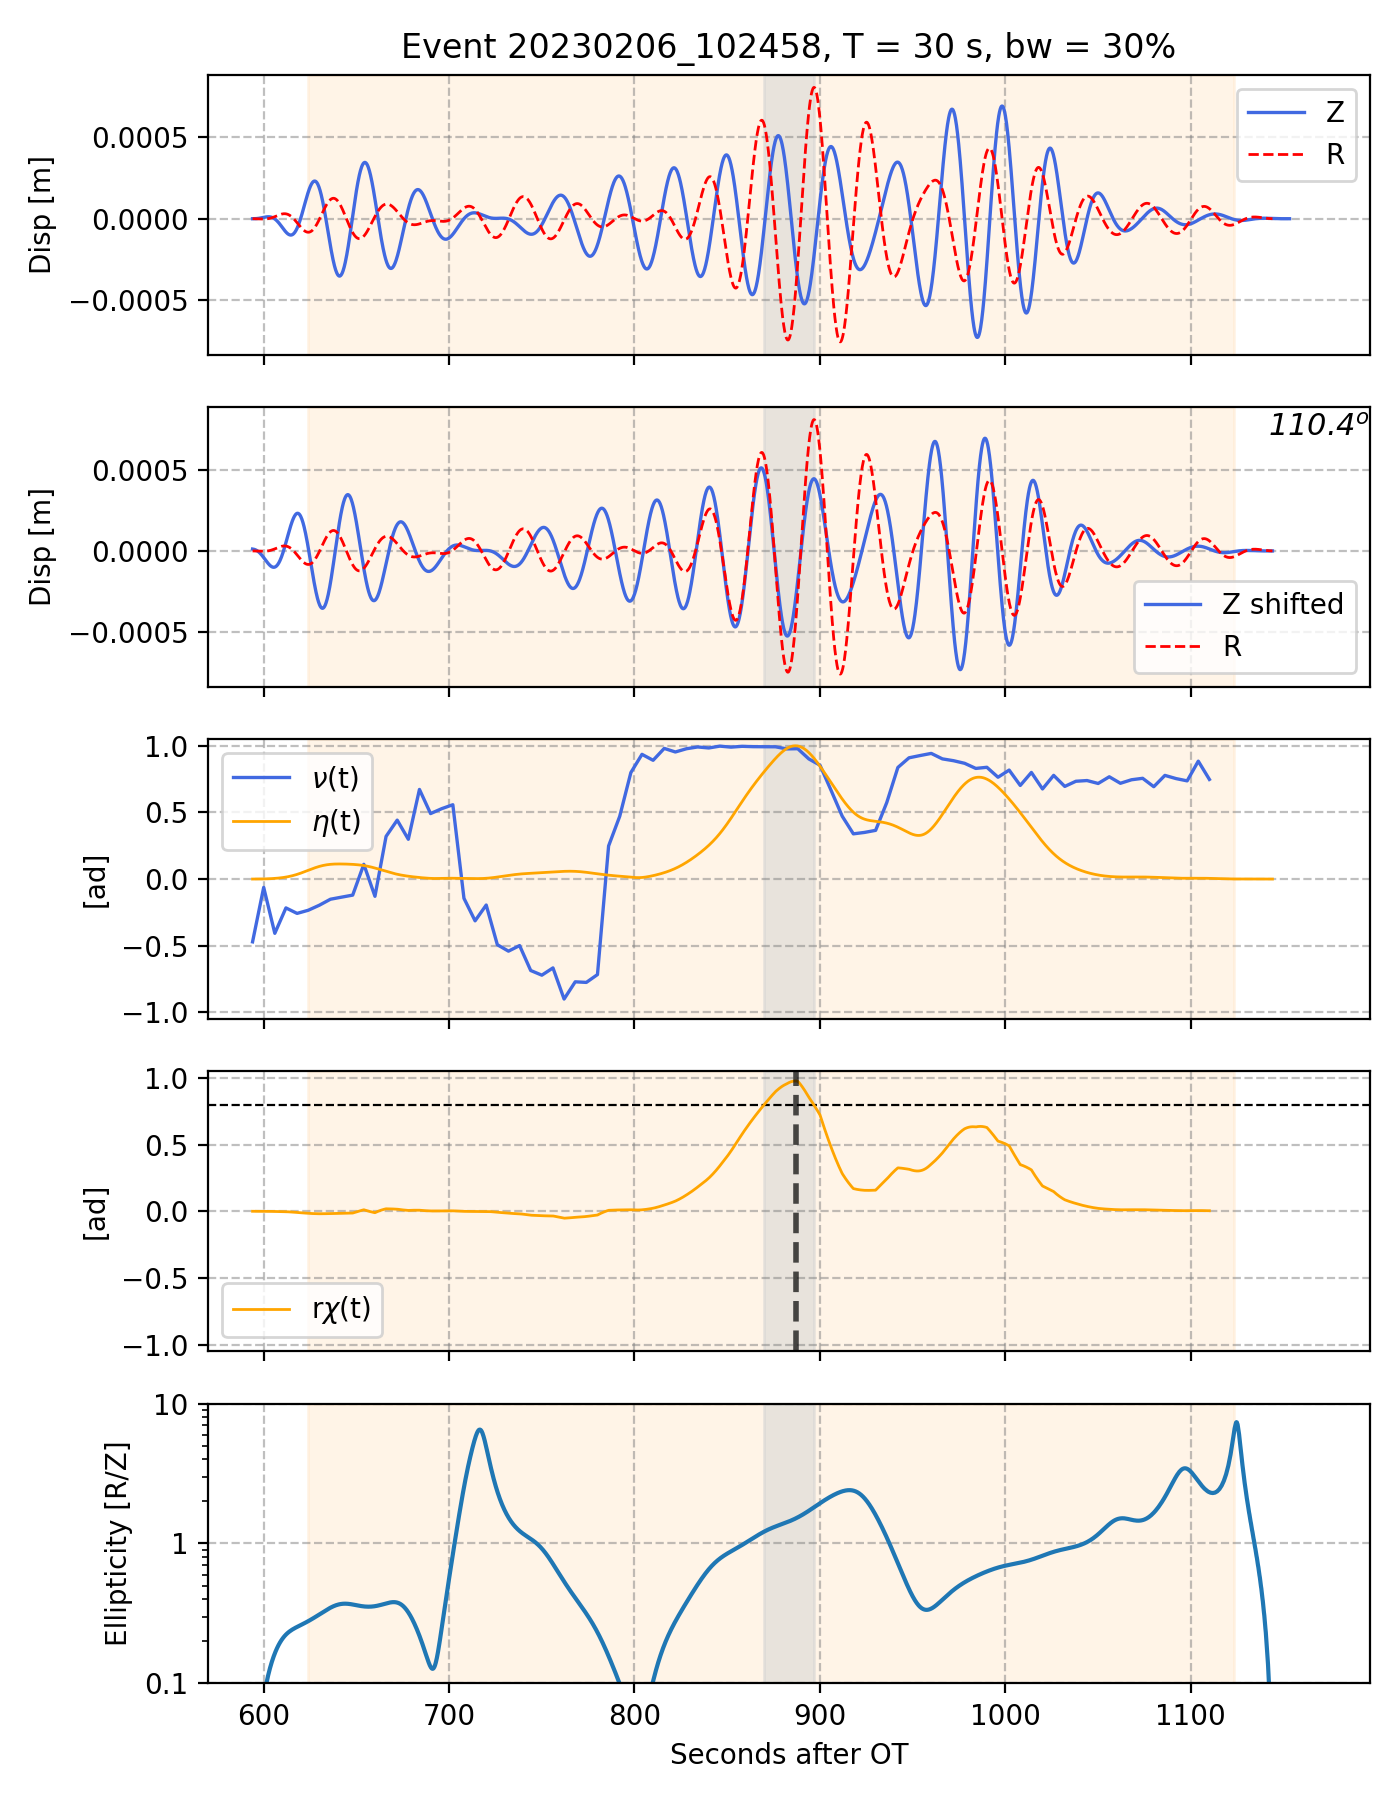 Event 20230206_102458, T = 30 s, bw = 30%
Disp [m]
0.0005
0.0000
−0.0005
Z
R
110.4°
Disp [m]
0.0005
0.0000
−0.0005
Z shifted
R
[ad]
1.0
0.5
0.0
−0.5
−1.0
ν(t)
η(t)
[ad]
1.0
0.5
0.0
−0.5
−1.0
rχ(t)
Ellipticity [R/Z]
10
1
0.1
600 700 800 900 1000 1100
Seconds after OT